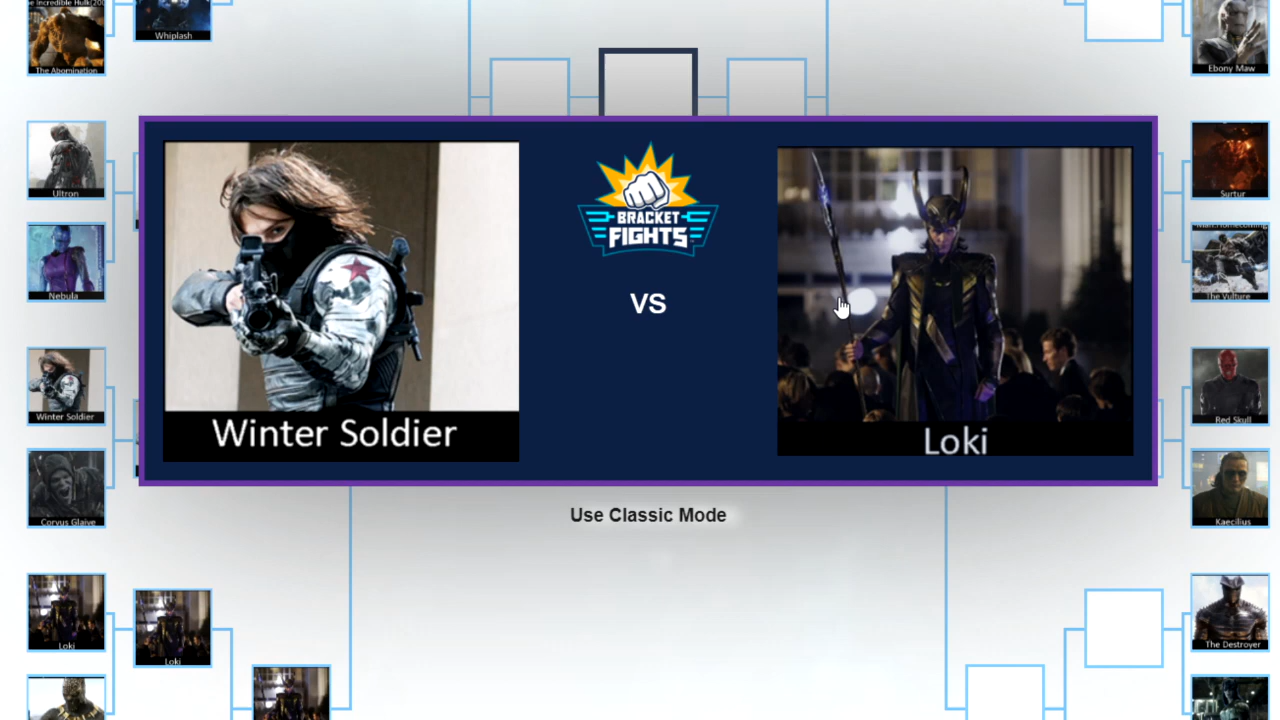 e Incredible Hulk(200
The Abomination
Whiplash
Ebony Maw
Ultron
Nebula
Winter Soldier
Corvus Glaive
Loki
Loki
BRACKET
FIGHTS
VS
Winter Soldier
Loki
Use Classic Mode
Surtur
The Vulture
Red Skull
Kaecilius
The Destroyer